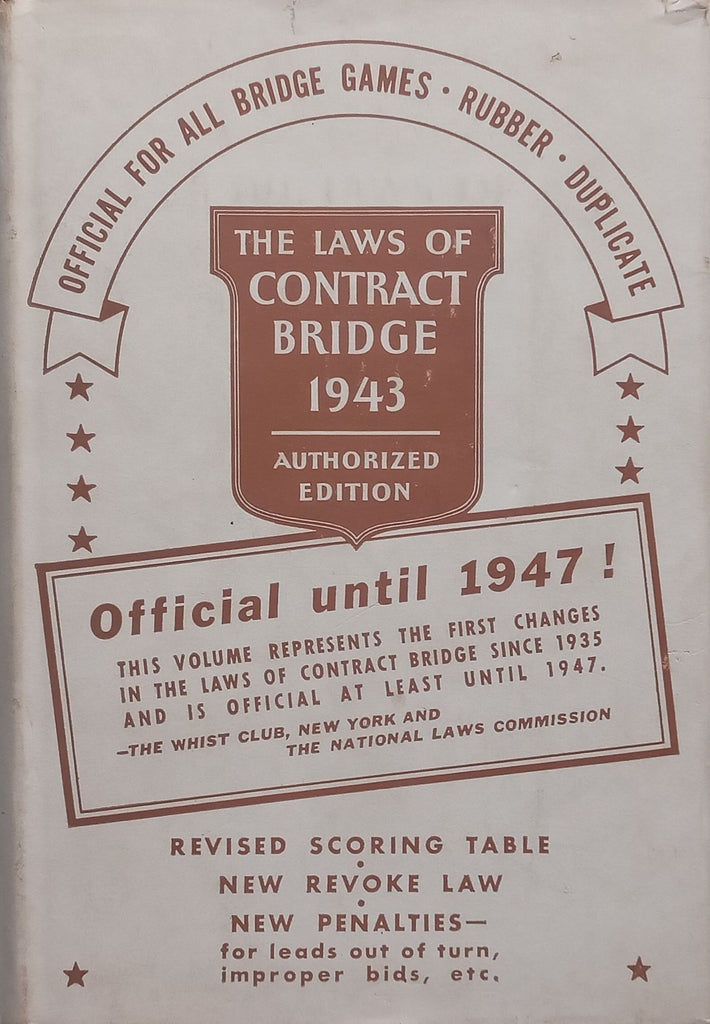 OFFICIAL FOR ALL BRIDGE GAMES · RUBBER · DUPLICATE
THE LAWS OF
CONTRACT
BRIDGE
1943
AUTHORIZED
EDITION
Official until 1947!
THIS VOLUME REPRESENTS THE FIRST CHANGES
IN THE LAWS OF CONTRACT BRIDGE SINCE 1935
AND IS OFFICIAL AT LEAST UNTIL 1947.
—THE WHIST CLUB, NEW YORK AND
THE NATIONAL LAWS COMMISSION
REVISED SCORING TABLE
•
NEW REVOKE LAW
•
NEW PENALTIES—
for leads out of turn,
improper bids, etc.